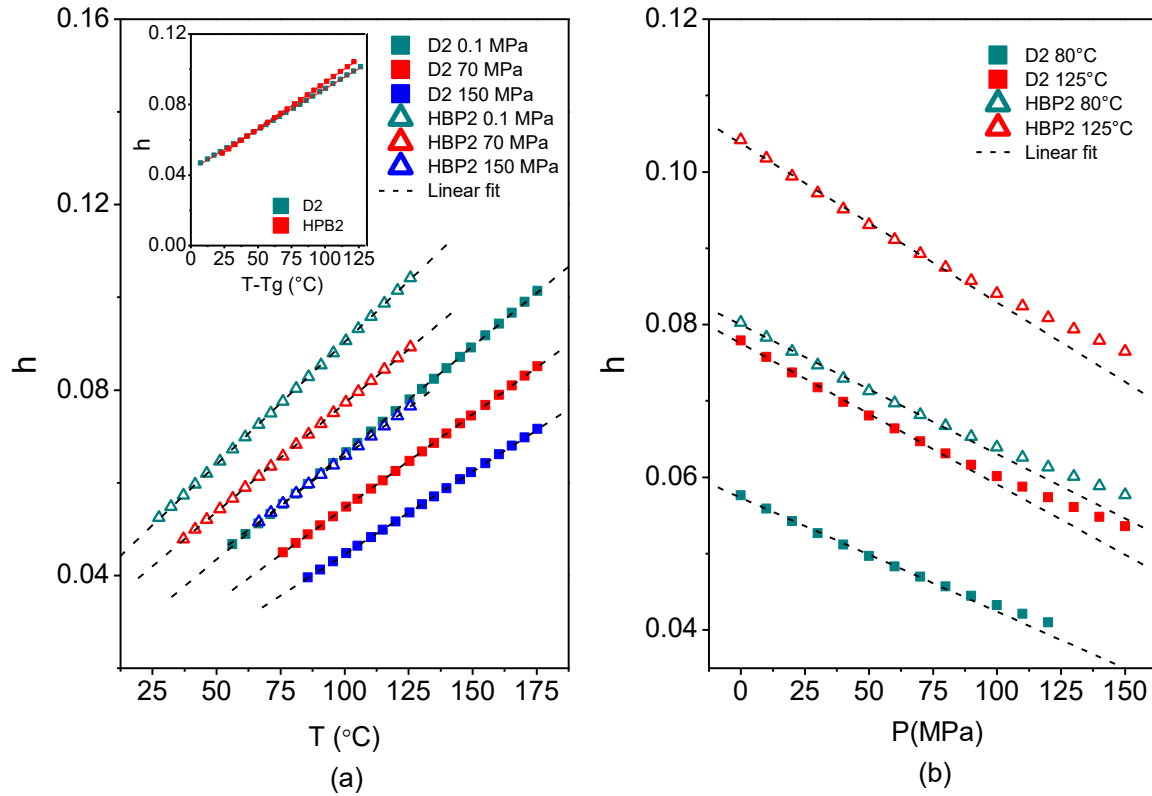 0.16
0.12
0.08
0.04
h
25 50 75 100 125 150 175
T (°C)
(a)
0.12
0.08
0.04
0.00
h
0 25 50 75 100 125
T-Tg (°C)
D2
HPB2
D2 0.1 MPa
D2 70 MPa
D2 150 MPa
HBP2 0.1 MPa
HBP2 70 MPa
HBP2 150 MPa
Linear fit
0.10
0.08
0.06
0.04
h
0 25 50 75 100 125 150
P(MPa)
(b)
D2 80°C
D2 125°C
HBP2 80°C
HBP2 125°C
Linear fit